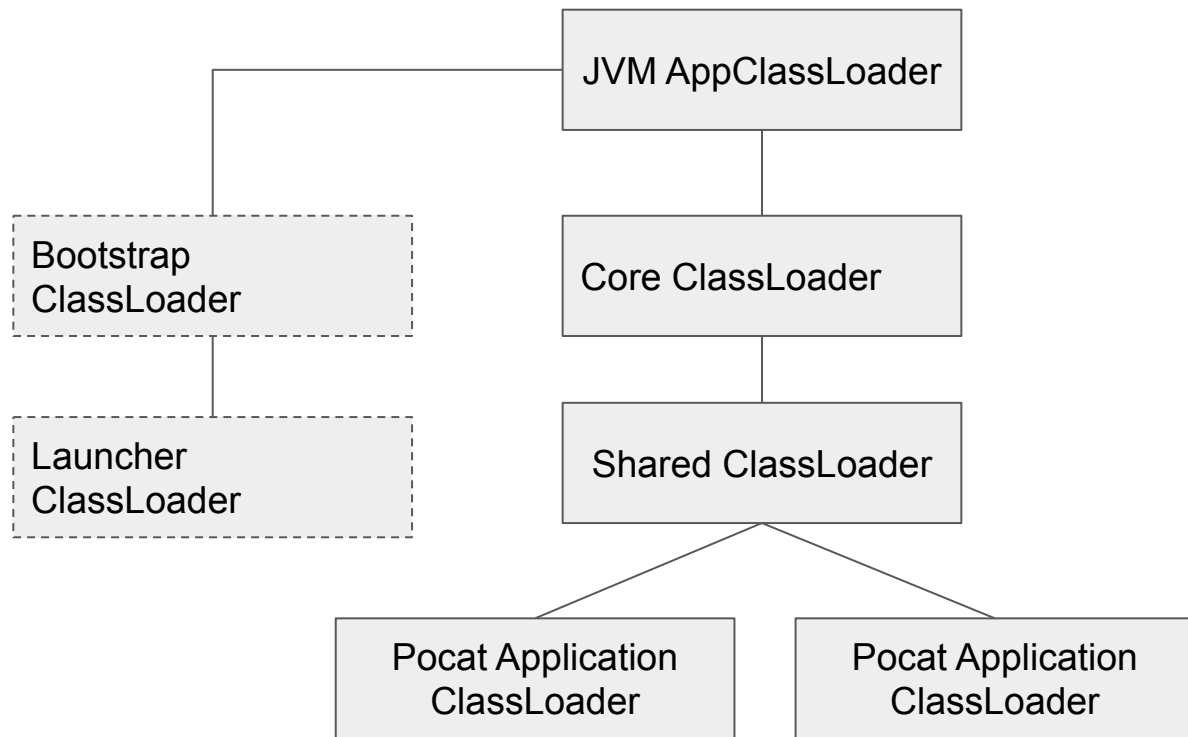 JVM AppClassLoader
Bootstrap
ClassLoader
Core ClassLoader
Launcher
ClassLoader
Shared ClassLoader
Pocat Application
ClassLoader
Pocat Application
ClassLoader